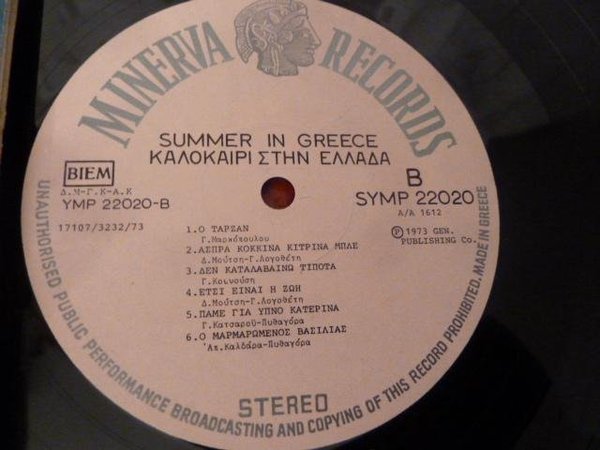 MINERVA RECORDS
SUMMER IN GREECE
ΚΑΛΟΚΑΙΡΙ ΣΤΗΝ ΕΛΛΑΔΑ
BIEM
Δ.Μ-Γ.Κ-Α.Κ
YMP 22020-B
17107/3232/73
B
SYMP 22020
A/A 1612
P 1973 GEN.
PUBLISHING Co.
1.Ο ΤΑΡΖΑΝ
Γ.Μαρκόπουλου
2.ΑΣΠΡΑ ΚΟΚΚΙΝΑ ΚΙΤΡΙΝΑ ΜΠΛΕ
Δ.Μούτση-Γ.Λογοθέτη
3.ΔΕΝ ΚΑΤΑΛΑΒΑΙΝΩ ΤΙΠΟΤΑ
Γ.Κοινούση
4.ΕΤΣΙ ΕΙΝΑΙ Η ΖΩΗ
Δ.Μούτση-Γ.Λογοθέτη
5.ΠΑΜΕ ΓΙΑ ΥΠΝΟ ΚΑΤΕΡΙΝΑ
Γ.Κατσαρού-Πυθαγόρα
6.Ο ΜΑΡΜΑΡΩΜΕΝΟΣ ΒΑΣΙΛΙΑΣ
'Απ.Καλδάρα-Πυθαγόρα
STEREO
UNAUTHORISED PUBLIC PERFORMANCE BROADCASTING AND COPYING OF THIS RECORD PROHIBITED. MADE IN GREECE